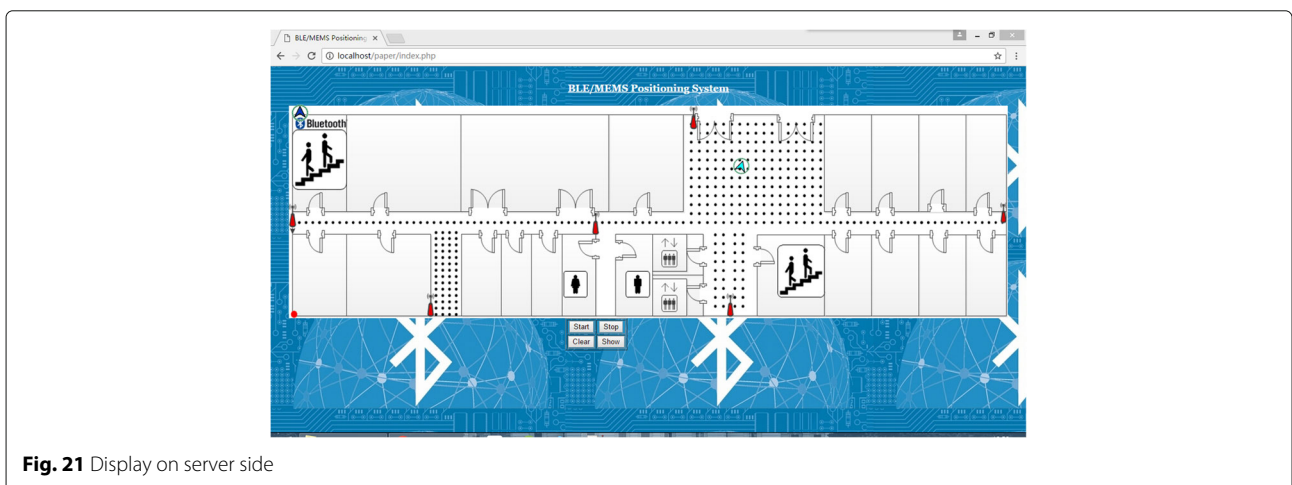 BLE/MEMS Positioning
localhost/paper/index.php
BLE/MEMS Positioning System
Bluetooth
Start Stop
Clear Show
Fig. 21 Display on server side